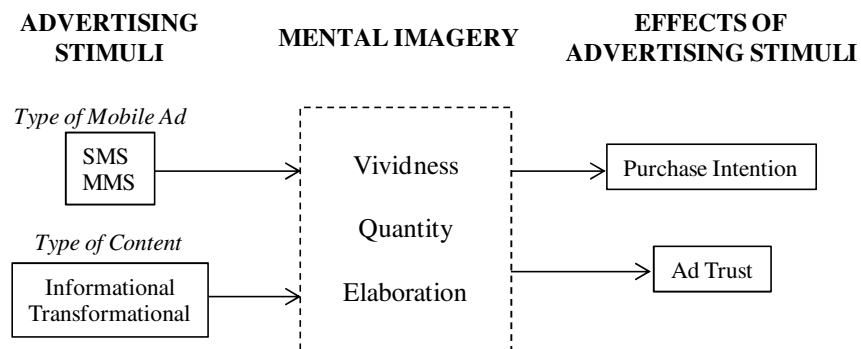 ADVERTISING
STIMULI
MENTAL IMAGERY
EFFECTS OF
ADVERTISING STIMULI
Type of Mobile Ad
SMS
MMS
Type of Content
Informational
Transformational
Vividness
Quantity
Elaboration
Purchase Intention
Ad Trust